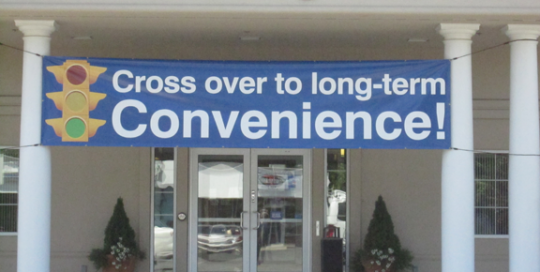 Cross over to long-term
Convenience!